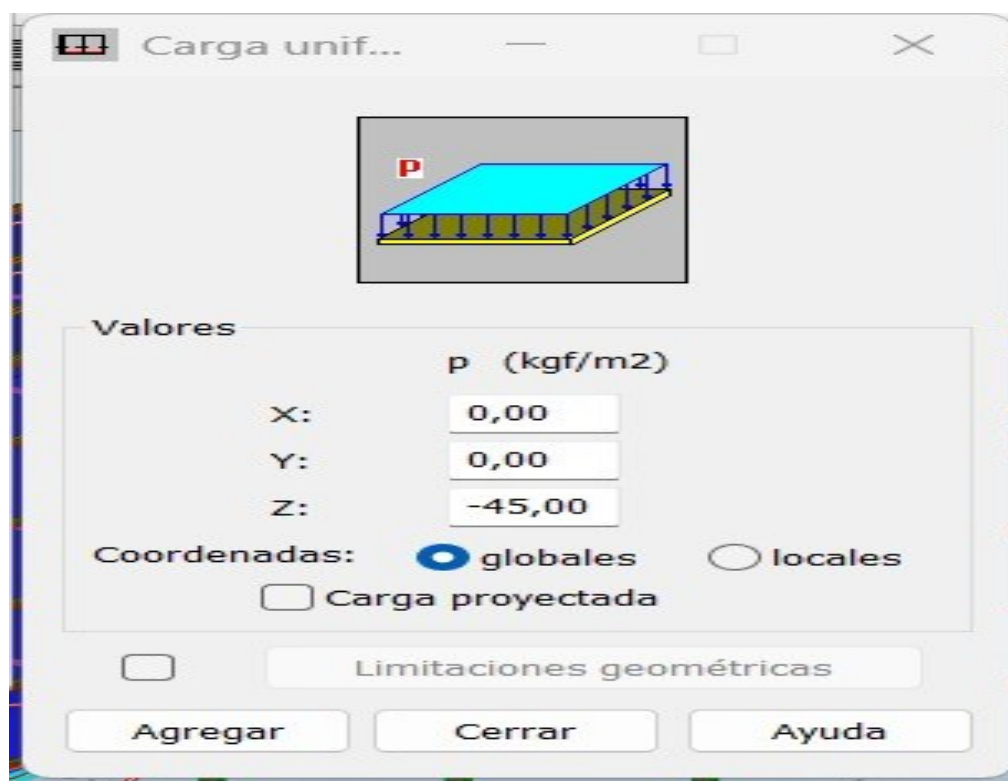 Carga unif...
P
Valores
p (kgf/m2)
X: 0,00
Y: 0,00
Z: -45,00
Coordenadas: globales locales
Carga proyectada
Limitaciones geométricas
Agregar Cerrar Ayuda